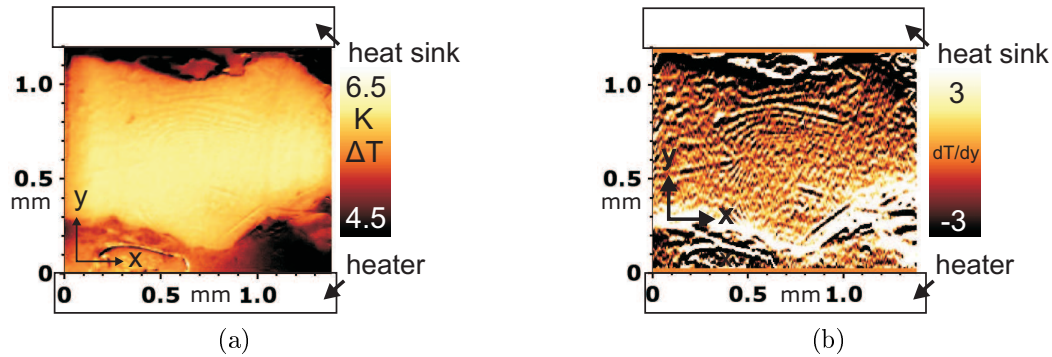 heat sink
1.0
6.5
K
ΔT
0.5
mm
y
4.5
x
0
heater
0 0.5 mm 1.0
(a)
heat sink
1.0
3
dT/dy
y
0.5
mm
x
-3
0
heater
0 0.5 mm 1.0
(b)